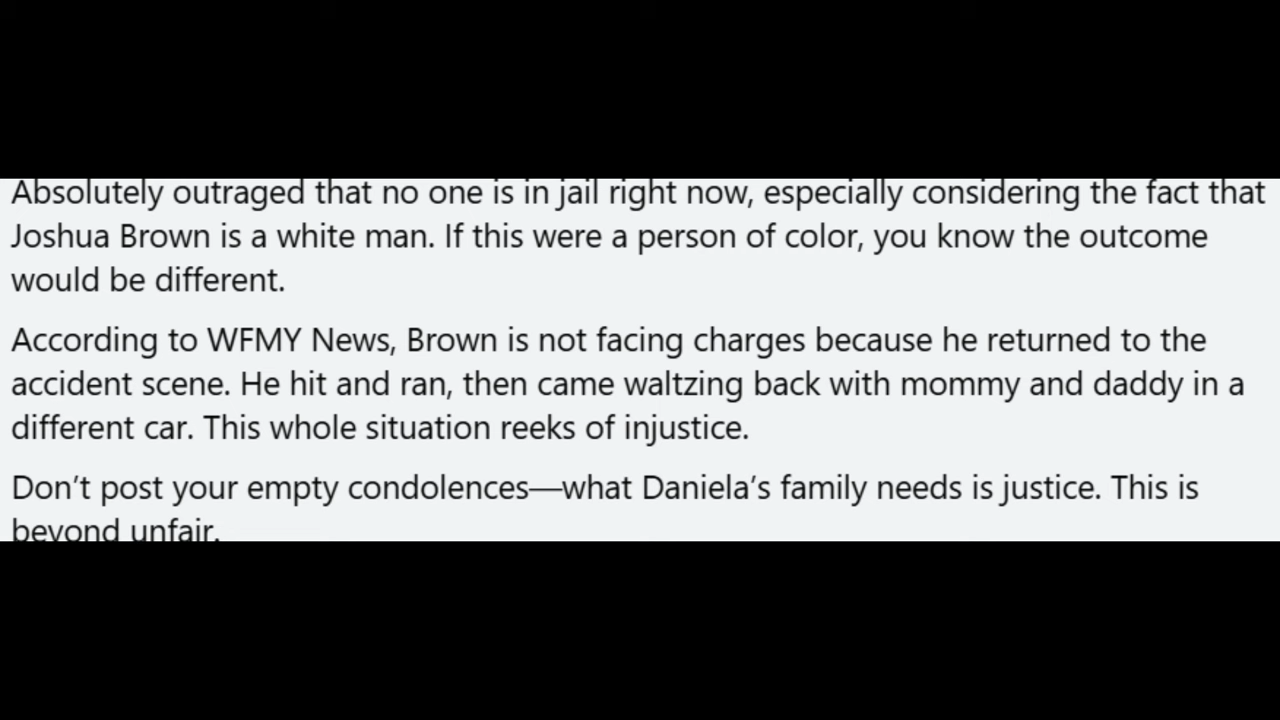 Absolutely outraged that no one is in jail right now, especially considering the fact that
Joshua Brown is a white man. If this were a person of color, you know the outcome
would be different.
According to WFMY News, Brown is not facing charges because he returned to the
accident scene. He hit and ran, then came waltzing back with mommy and daddy in a
different car. This whole situation reeks of injustice.
Don’t post your empty condolences—what Daniela’s family needs is justice. This is
beyond unfair.